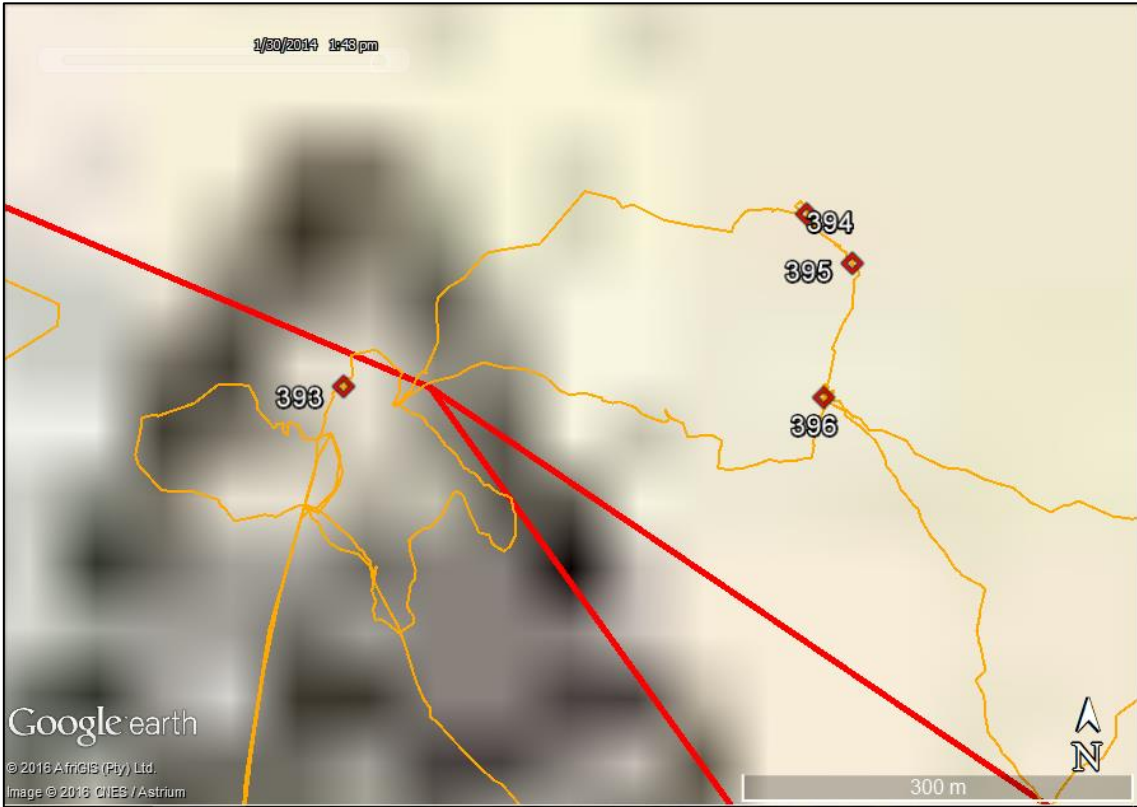 1/30/2014 1:43 pm
394
395
393
396
Google earth
N
© 2016 AfriGIS (Pty) Ltd.
Image © 2016 CNES / Astrium
300 m